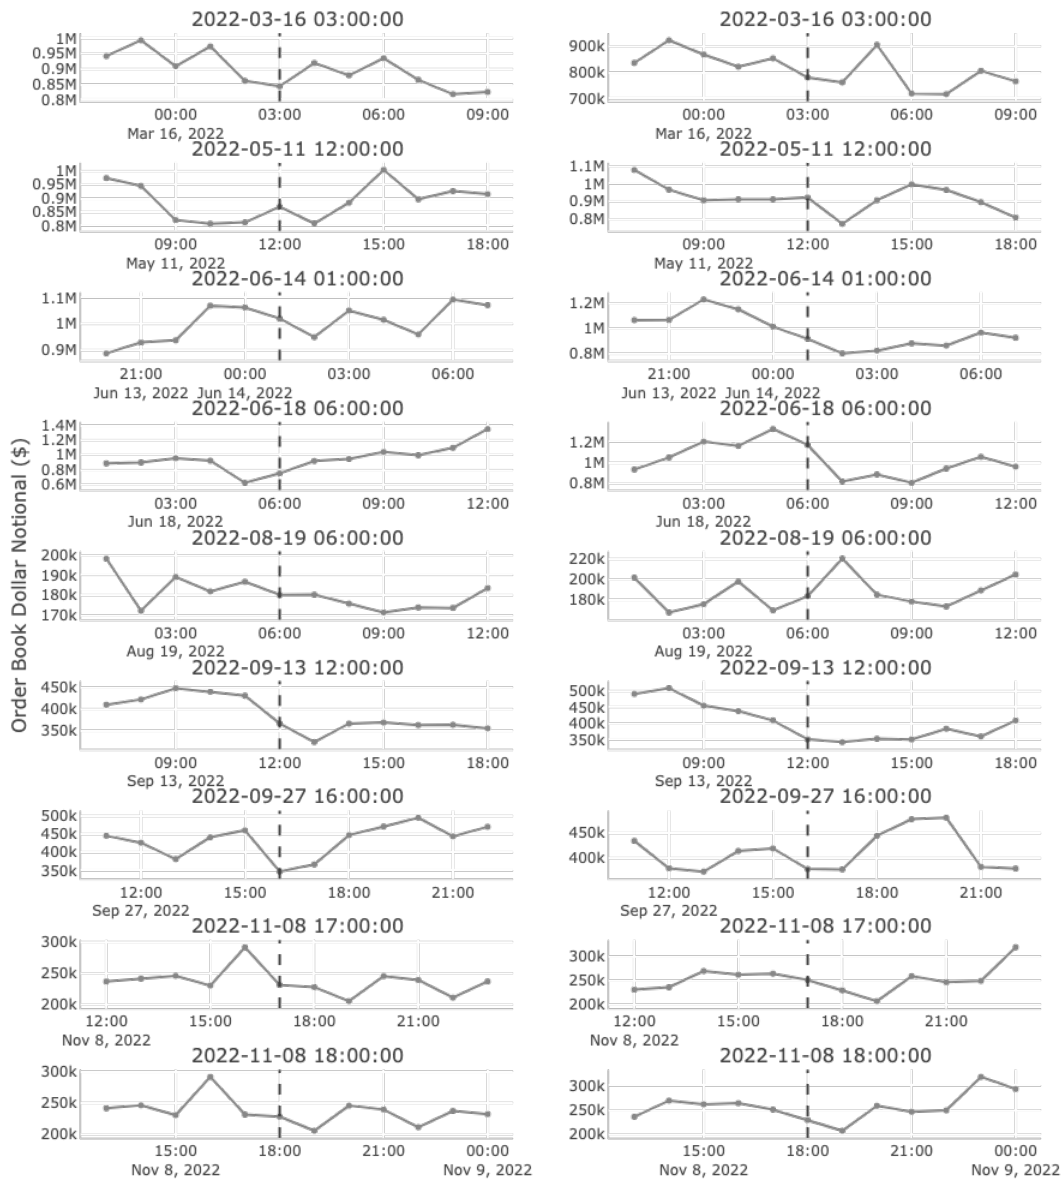 2022-03-16 03:00:00
1M
0.95M
0.9M
0.85M
0.8M
00:00 03:00 06:00 09:00
Mar 16, 2022
2022-03-16 03:00:00
900k
800k
700k
00:00 03:00 06:00 09:00
Mar 16, 2022
2022-05-11 12:00:00
1M
0.95M
0.9M
0.85M
0.8M
09:00 12:00 15:00 18:00
May 11, 2022
2022-05-11 12:00:00
1.1M
1M
0.9M
0.8M
09:00 12:00 15:00 18:00
May 11, 2022
2022-06-14 01:00:00
1.1M
1M
0.9M
21:00 00:00 03:00 06:00
Jun 13, 2022 Jun 14, 2022
2022-06-14 01:00:00
1.2M
1M
0.8M
21:00 00:00 03:00 06:00
Jun 13, 2022 Jun 14, 2022
Order Book Dollar Notional ($)
2022-06-18 06:00:00
1.4M
1.2M
1M
0.8M
0.6M
03:00 06:00 09:00 12:00
Jun 18, 2022
2022-06-18 06:00:00
1.2M
1M
0.8M
03:00 06:00 09:00 12:00
Jun 18, 2022
2022-08-19 06:00:00
200k
190k
180k
170k
03:00 06:00 09:00 12:00
Aug 19, 2022
2022-08-19 06:00:00
220k
200k
180k
03:00 06:00 09:00 12:00
Aug 19, 2022
2022-09-13 12:00:00
450k
400k
350k
09:00 12:00 15:00 18:00
Sep 13, 2022
2022-09-13 12:00:00
500k
450k
400k
350k
09:00 12:00 15:00 18:00
Sep 13, 2022
2022-09-27 16:00:00
500k
450k
400k
350k
12:00 15:00 18:00 21:00
Sep 27, 2022
2022-09-27 16:00:00
450k
400k
12:00 15:00 18:00 21:00
Sep 27, 2022
2022-11-08 17:00:00
300k
250k
200k
12:00 15:00 18:00 21:00
Nov 8, 2022
2022-11-08 17:00:00
300k
250k
200k
12:00 15:00 18:00 21:00
Nov 8, 2022
2022-11-08 18:00:00
300k
250k
200k
15:00 18:00 21:00 00:00
Nov 8, 2022 Nov 9, 2022
2022-11-08 18:00:00
300k
250k
200k
15:00 18:00 21:00 00:00
Nov 8, 2022 Nov 9, 2022